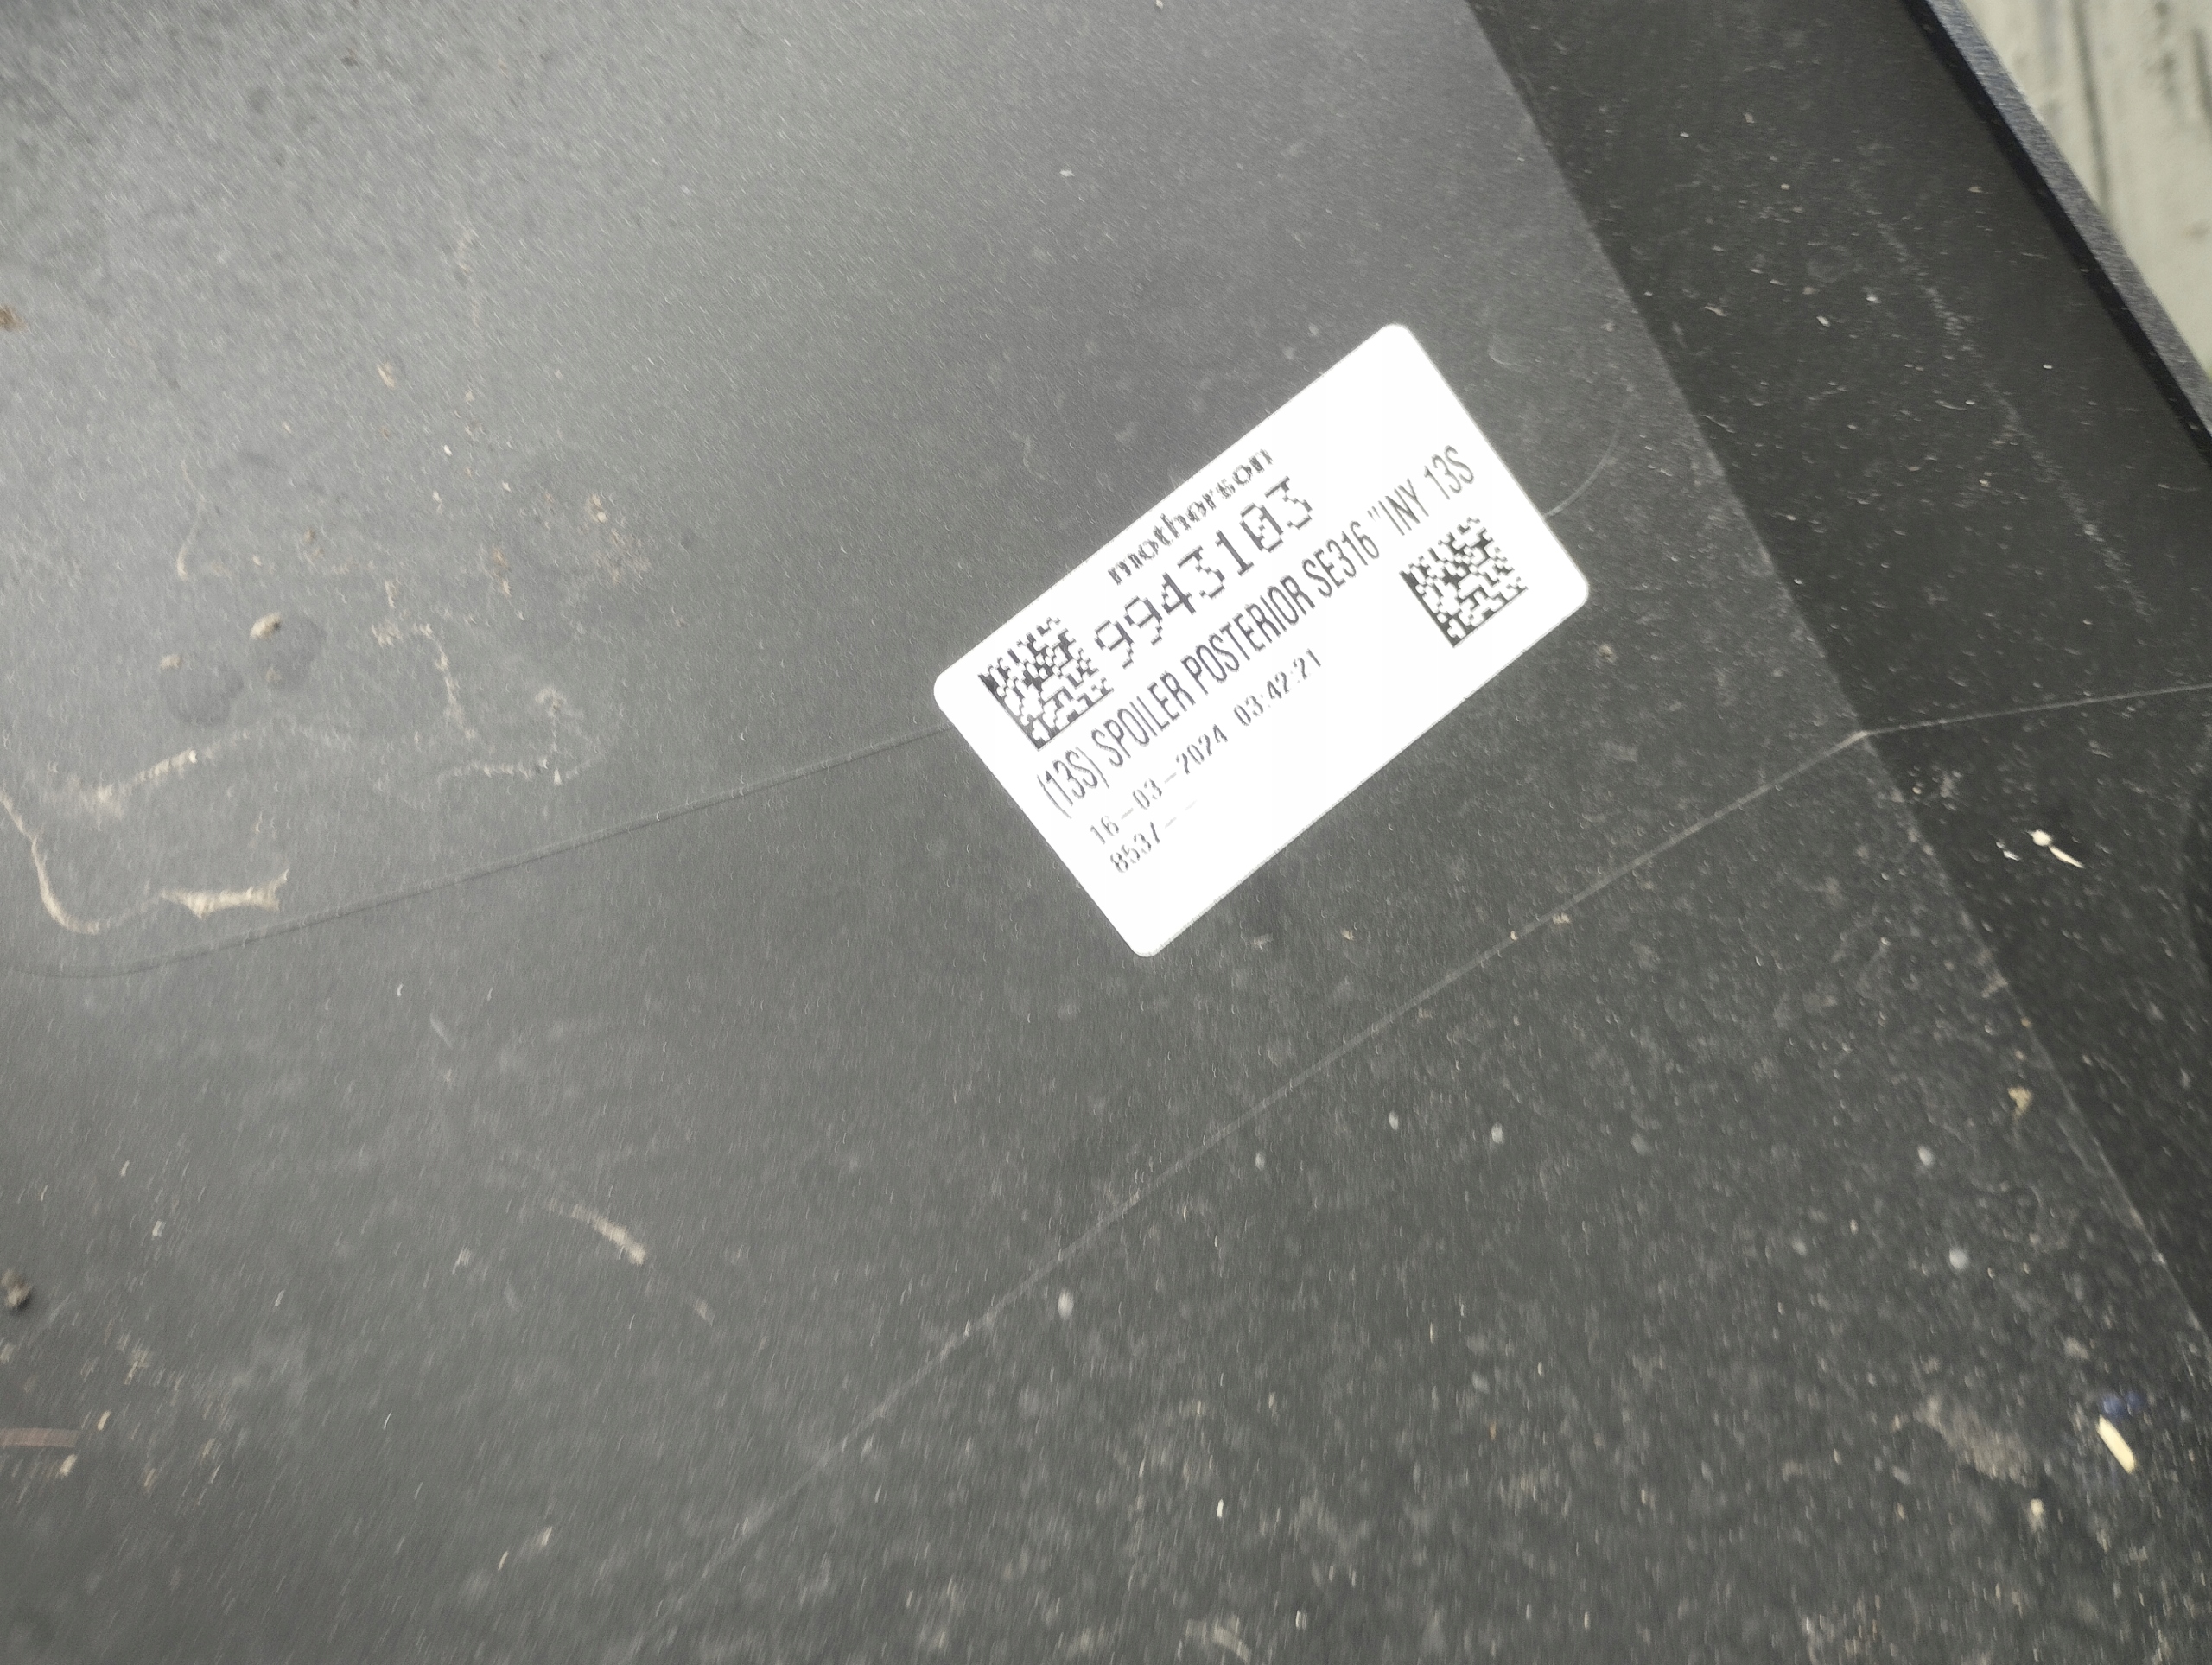 motherson
9943103
(13S) SPOILER POSTERIOR SE316 "INY 13S
16-03-2024 03:42:21
8537--